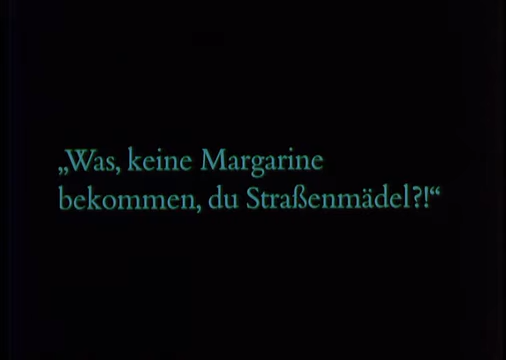 „Was, keine Margarine
bekommen, du Straßenmädel?!“